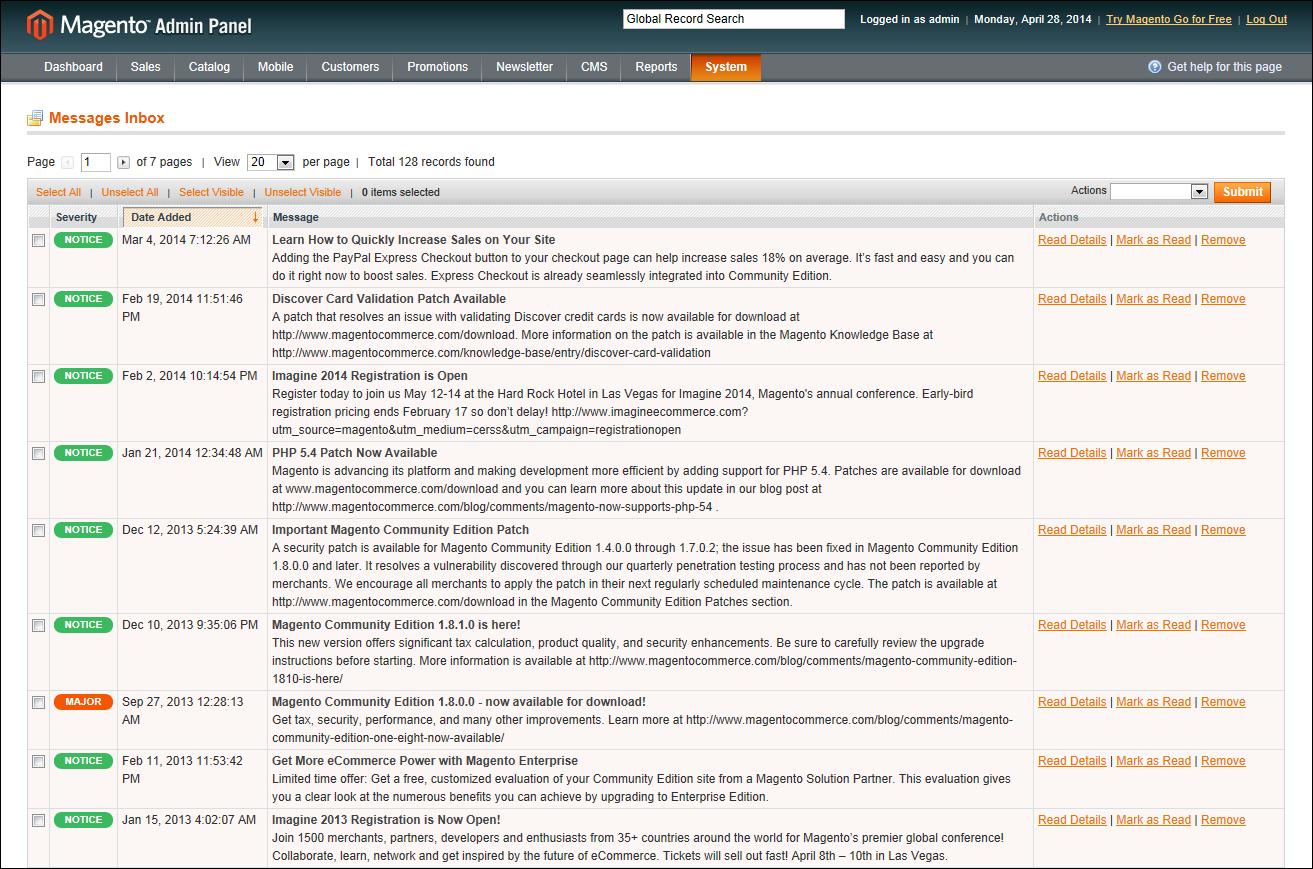 Magento™ Admin Panel
Global Record Search
Logged in as admin | Monday, April 28, 2014 | Try Magento Go for Free | Log Out
Dashboard Sales Catalog Mobile Customers Promotions Newsletter CMS Reports System
Get help for this page
Messages Inbox
Page 1 of 7 pages | View 20 per page | Total 128 records found
Select All | Unselect All | Select Visible | Unselect Visible | 0 items selected
Actions Submit
Severity Date Added Message Actions
NOTICE Mar 4, 2014 7:12:26 AM Learn How to Quickly Increase Sales on Your Site Read Details | Mark as Read | Remove
Adding the PayPal Express Checkout button to your checkout page can help increase sales 18% on average. It’s fast and easy and you can
do it right now to boost sales. Express Checkout is already seamlessly integrated into Community Edition.
NOTICE Feb 19, 2014 11:51:46 Discover Card Validation Patch Available Read Details | Mark as Read | Remove
PM A patch that resolves an issue with validating Discover credit cards is now available for download at
http://www.magentocommerce.com/download. More information on the patch is available in the Magento Knowledge Base at
http://www.magentocommerce.com/knowledge-base/entry/discover-card-validation
NOTICE Feb 2, 2014 10:14:54 PM Imagine 2014 Registration is Open Read Details | Mark as Read | Remove
Register today to join us May 12-14 at the Hard Rock Hotel in Las Vegas for Imagine 2014, Magento's annual conference. Early-bird
registration pricing ends February 17 so don’t delay! http://www.imagineecommerce.com?
utm_source=magento&utm_medium=cerss&utm_campaign=registrationopen
NOTICE Jan 21, 2014 12:34:48 AM PHP 5.4 Patch Now Available Read Details | Mark as Read | Remove
Magento is advancing its platform and making development more efficient by adding support for PHP 5.4. Patches are available for download
at www.magentocommerce.com/download and you can learn more about this update in our blog post at
http://www.magentocommerce.com/blog/comments/magento-now-supports-php-54 .
NOTICE Dec 12, 2013 5:24:39 AM Important Magento Community Edition Patch Read Details | Mark as Read | Remove
A security patch is available for Magento Community Edition 1.4.0.0 through 1.7.0.2; the issue has been fixed in Magento Community Edition
1.8.0.0 and later. It resolves a vulnerability discovered through our quarterly penetration testing process and has not been reported by
merchants. We encourage all merchants to apply the patch in their next regularly scheduled maintenance cycle. The patch is available at
http://www.magentocommerce.com/download in the Magento Community Edition Patches section.
NOTICE Dec 10, 2013 9:35:06 PM Magento Community Edition 1.8.1.0 is here! Read Details | Mark as Read | Remove
This new version offers significant tax calculation, product quality, and security enhancements. Be sure to carefully review the upgrade
instructions before starting. More information is available at http://www.magentocommerce.com/blog/comments/magento-community-edition-
1810-is-here/
MAJOR Sep 27, 2013 12:28:13 Magento Community Edition 1.8.0.0 - now available for download! Read Details | Mark as Read | Remove
AM Get tax, security, performance, and many other improvements. Learn more at http://www.magentocommerce.com/blog/comments/magento-
community-edition-one-eight-now-available/
NOTICE Feb 11, 2013 11:53:42 Get More eCommerce Power with Magento Enterprise Read Details | Mark as Read | Remove
PM Limited time offer: Get a free, customized evaluation of your Community Edition site from a Magento Solution Partner. This evaluation gives
you a clear look at the numerous benefits you can achieve by upgrading to Enterprise Edition.
NOTICE Jan 15, 2013 4:02:07 AM Imagine 2013 Registration is Now Open! Read Details | Mark as Read | Remove
Join 1500 merchants, partners, developers and enthusiasts from 35+ countries around the world for Magento’s premier global conference!
Collaborate, learn, network and get inspired by the future of eCommerce. Tickets will sell out fast! April 8th – 10th in Las Vegas.